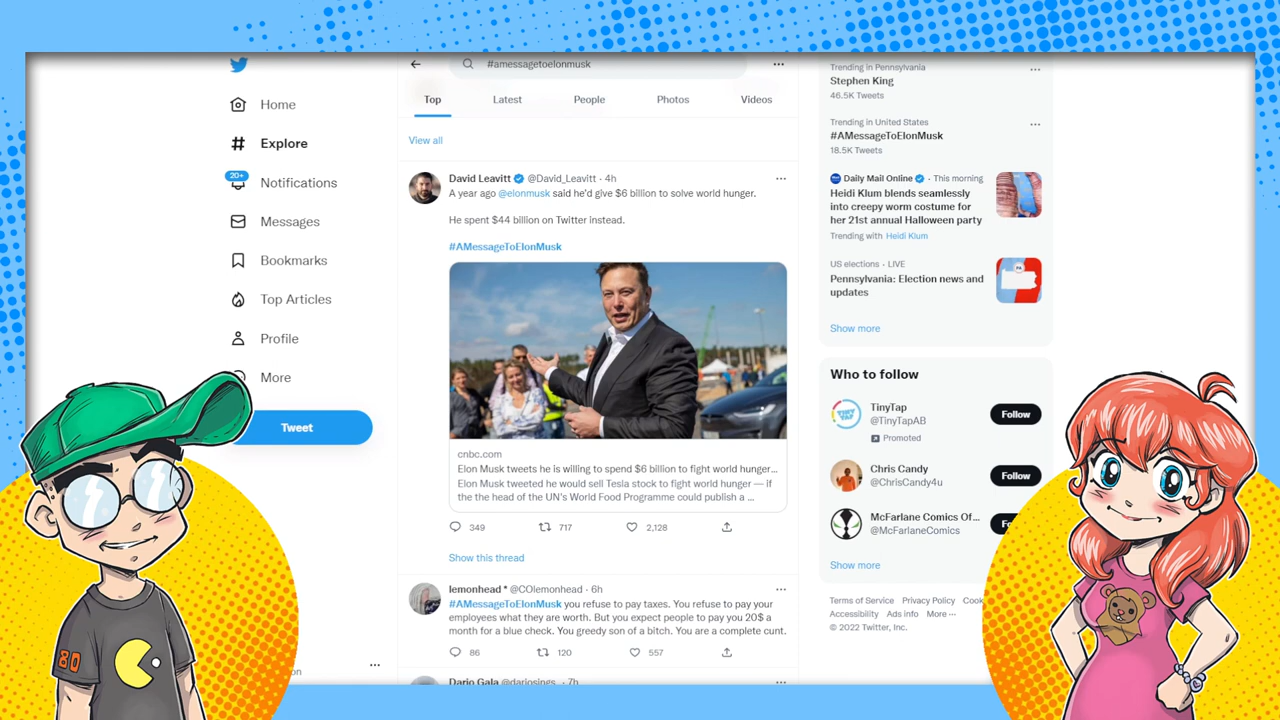 #amessagetoelonmusk
Top
Latest
People
Photos
Videos
View all
Home
Explore
20+
Notifications
Messages
Bookmarks
Top Articles
Profile
More
Tweet
David Leavitt @David_Leavitt · 4h
A year ago @elonmusk said he'd give $6 billion to solve world hunger.
He spent $44 billion on Twitter instead.
#AMessageToElonMusk
cnbc.com
Elon Musk tweets he is willing to spend $6 billion to fight world hunger...
Elon Musk tweeted he would sell Tesla stock to fight world hunger — if
the the head of the UN's World Food Programme could publish a ...
349
717
2,128
Show this thread
lemonhead * @COlemonhead · 6h
#AMessageToElonMusk you refuse to pay taxes. You refuse to pay your
employees what they are worth. But you expect people to pay you 20$ a
month for a blue check. You greedy son of a bitch. You are a complete cunt.
86
120
557
Dario Gala @dariosings · 7h
Trending in Pennsylvania
Stephen King
46.5K Tweets
Trending in United States
#AMessageToElonMusk
18.5K Tweets
Daily Mail Online · This morning
Heidi Klum blends seamlessly
into creepy worm costume for
her 21st annual Halloween party
Trending with Heidi Klum
US elections · LIVE
Pennsylvania: Election news and
updates
PA
Show more
Who to follow
TinyTap
@TinyTapAB
Promoted
Follow
TINY
TAP
Chris Candy
@ChrisCandy4u
Follow
McFarlane Comics Of...
@McFarlaneComics
Fo
Show more
Terms of Service Privacy Policy Cook
Accessibility Ads info More ···
© 2022 Twitter, Inc.
80
on